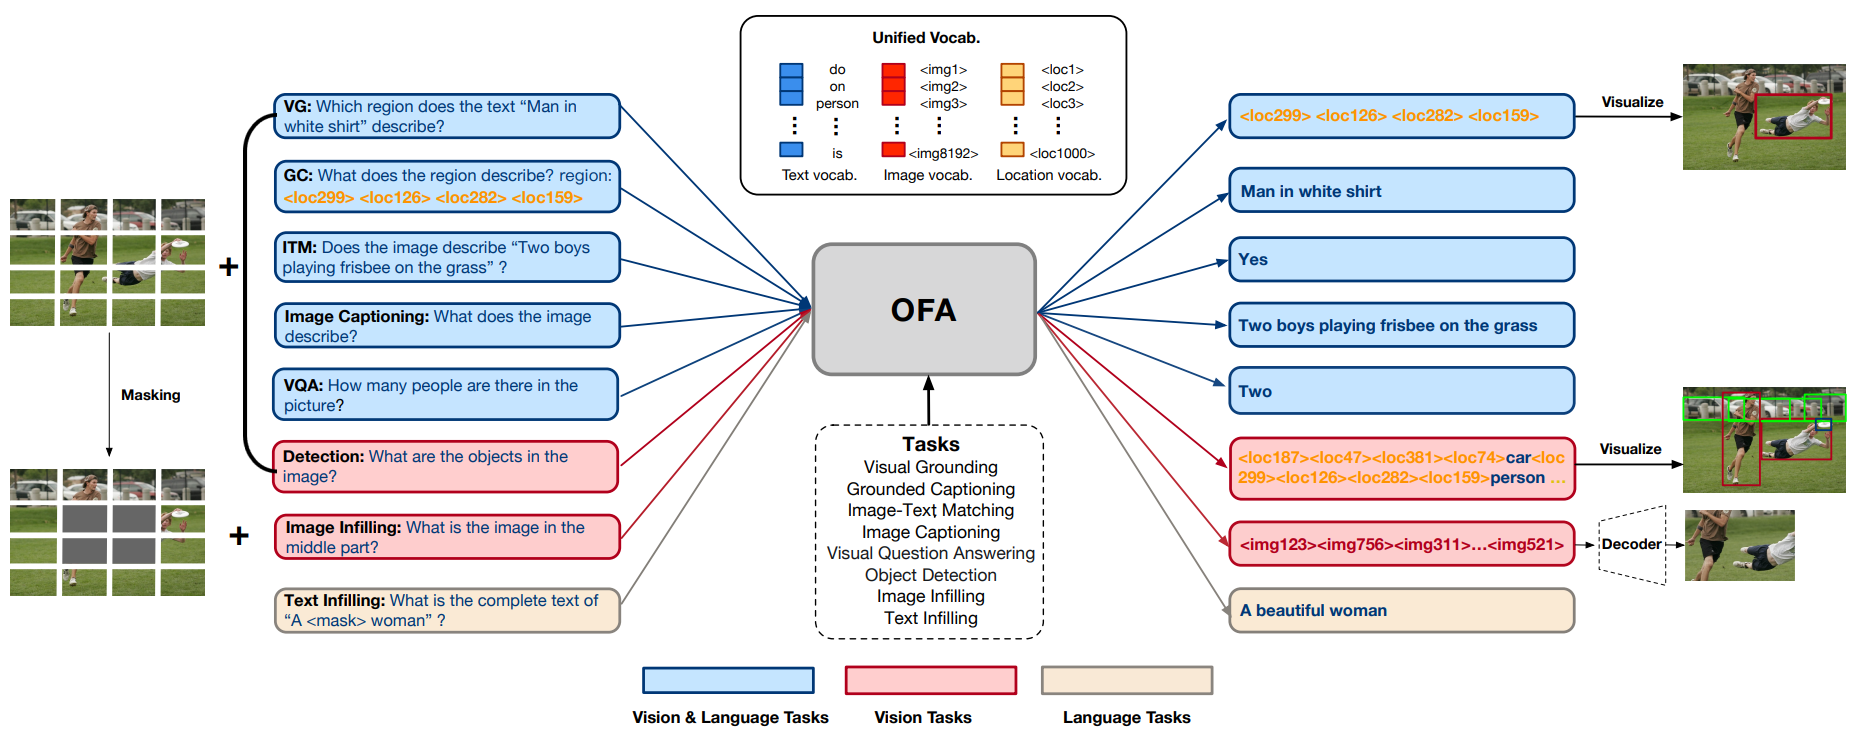 Unified Vocab.
do
on
person
is
Text vocab.
<img1>
<img2>
<img3>
<img8192>
Image vocab.
<loc1>
<loc2>
<loc3>
<loc1000>
Location vocab.
+
Masking
+
VG: Which region does the text “Man in
white shirt” describe?
GC: What does the region describe? region:
<loc299> <loc126> <loc282> <loc159>
ITM: Does the image describe “Two boys
playing frisbee on the grass” ?
Image Captioning: What does the image
describe?
VQA: How many people are there in the
picture?
Detection: What are the objects in the
image?
Image Infilling: What is the image in the
middle part?
Text Infilling: What is the complete text of
“A <mask> woman” ?
OFA
Tasks
Visual Grounding
Grounded Captioning
Image-Text Matching
Image Captioning
Visual Question Answering
Object Detection
Image Infilling
Text Infilling
<loc299> <loc126> <loc282> <loc159>
Visualize
Man in white shirt
Yes
Two boys playing frisbee on the grass
Two
<loc187><loc47><loc381><loc74>car<loc
299><loc126><loc282><loc159>person ...
Visualize
<img123><img756><img311>...<img521>
Decoder
A beautiful woman
Vision & Language Tasks
Vision Tasks
Language Tasks